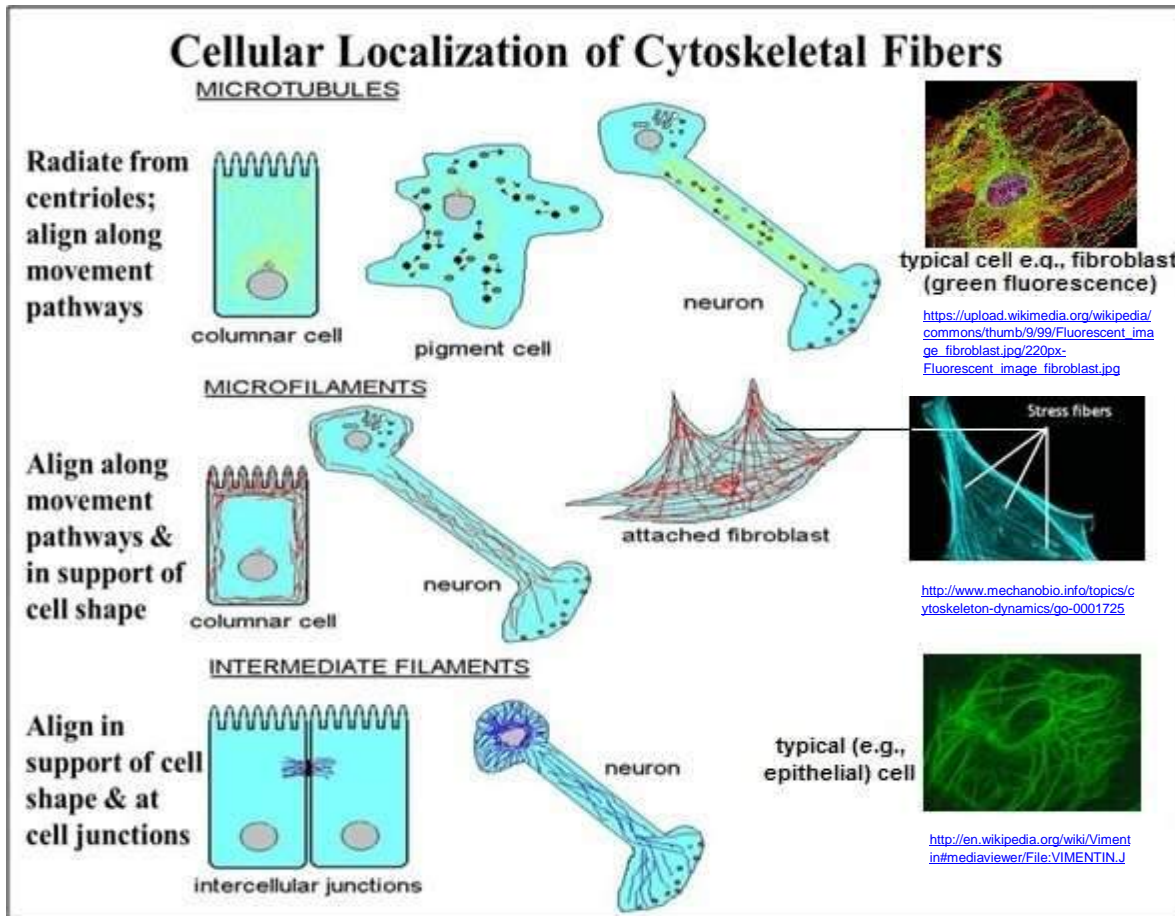 Cellular Localization of Cytoskeletal Fibers
MICROTUBULES
Radiate from
centrioles;
align along
movement
pathways
columnar cell
pigment cell
neuron
typical cell e.g., fibroblast
(green fluorescence)
https://upload.wikimedia.org/wikipedia/
commons/thumb/9/99/Fluorescent_ima
ge_fibroblast.jpg/220px-
Fluorescent_image_fibroblast.jpg
MICROFILAMENTS
Align along
movement
pathways &
in support of
cell shape
columnar cell
neuron
attached fibroblast
Stress fibers
http://www.mechanobio.info/topics/c
ytoskeleton-dynamics/go-0001725
INTERMEDIATE FILAMENTS
Align in
support of cell
shape & at
cell junctions
intercellular junctions
neuron
typical (e.g.,
epithelial) cell
http://en.wikipedia.org/wiki/Viment
in#mediaviewer/File:VIMENTIN.J